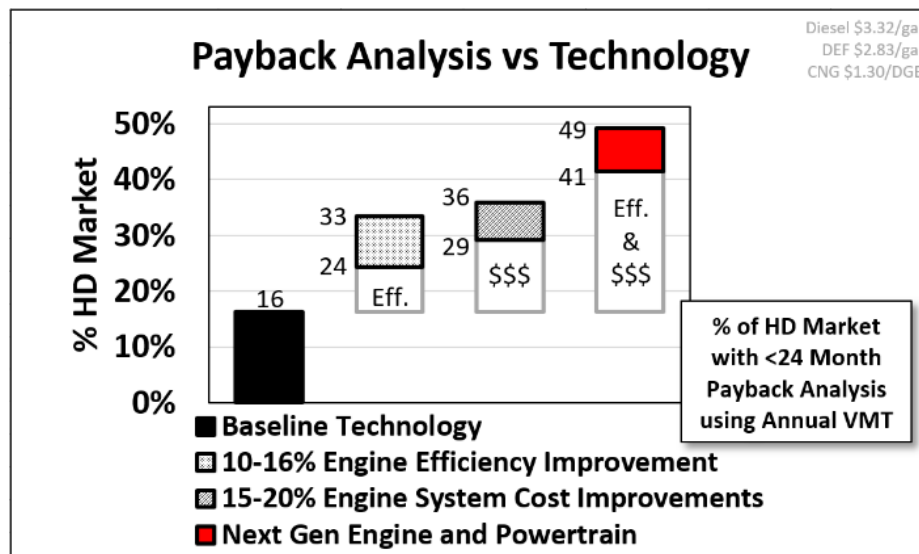 Diesel $3.32/ga
DEF $2.83/ga
CNG $1.30/DGE
Payback Analysis vs Technology
% HD Market
50%
40%
30%
20%
10%
0%
16
33
24
Eff.
36
29
$$$
49
41
Eff.
&
$$$
% of HD Market
with <24 Month
Payback Analysis
using Annual VMT
Baseline Technology
10-16% Engine Efficiency Improvement
15-20% Engine System Cost Improvements
Next Gen Engine and Powertrain